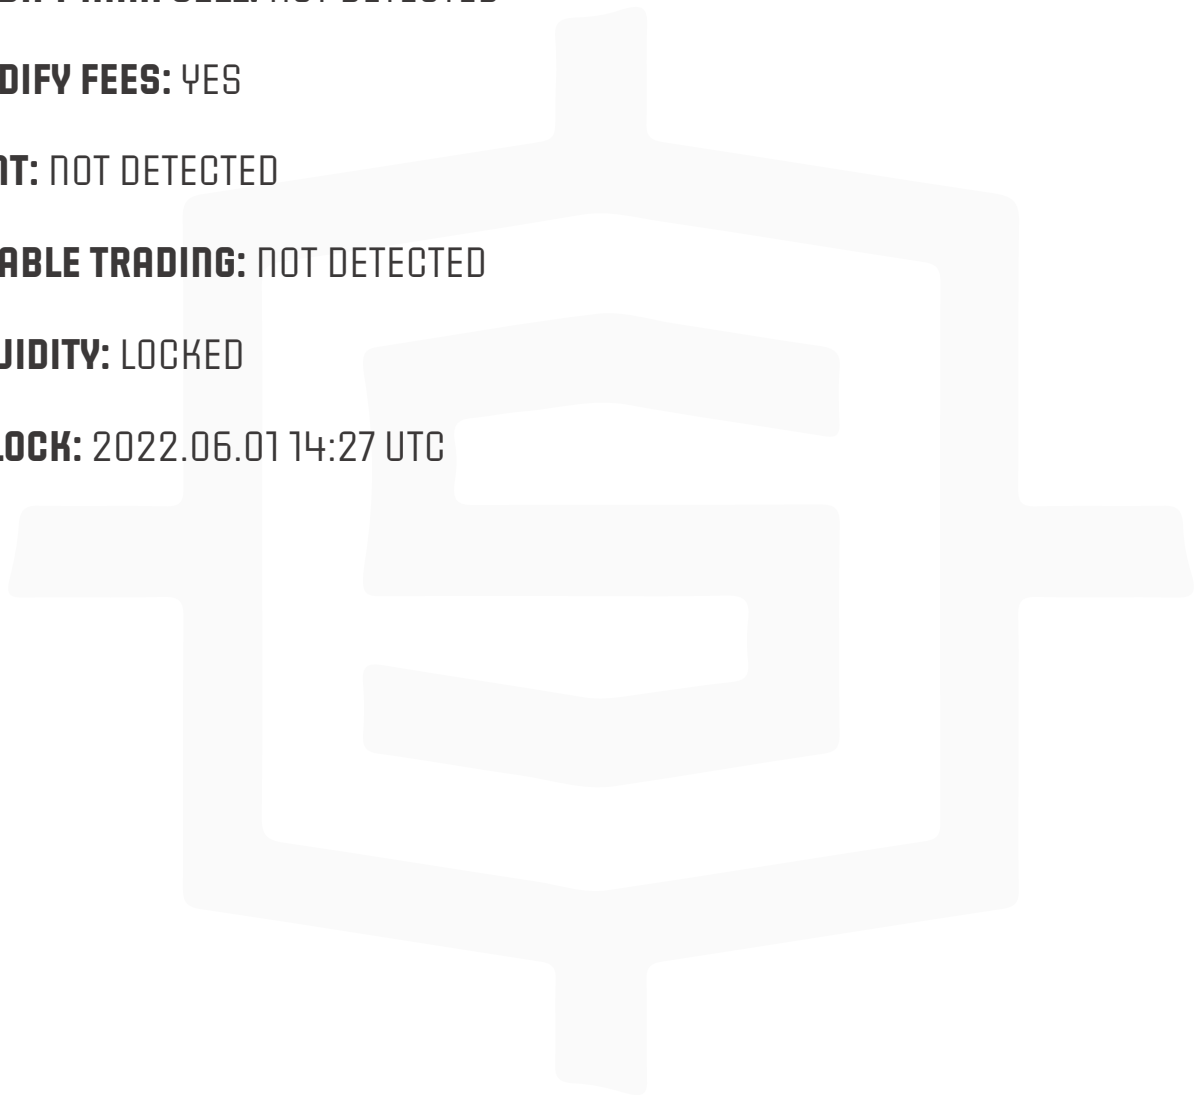 DIFY FEES: YES
NT: NOT DETECTED
ABLE TRADING: NOT DETECTED
UIDITY: LOCKED
LOCK: 2022.06.01 14:27 UTC